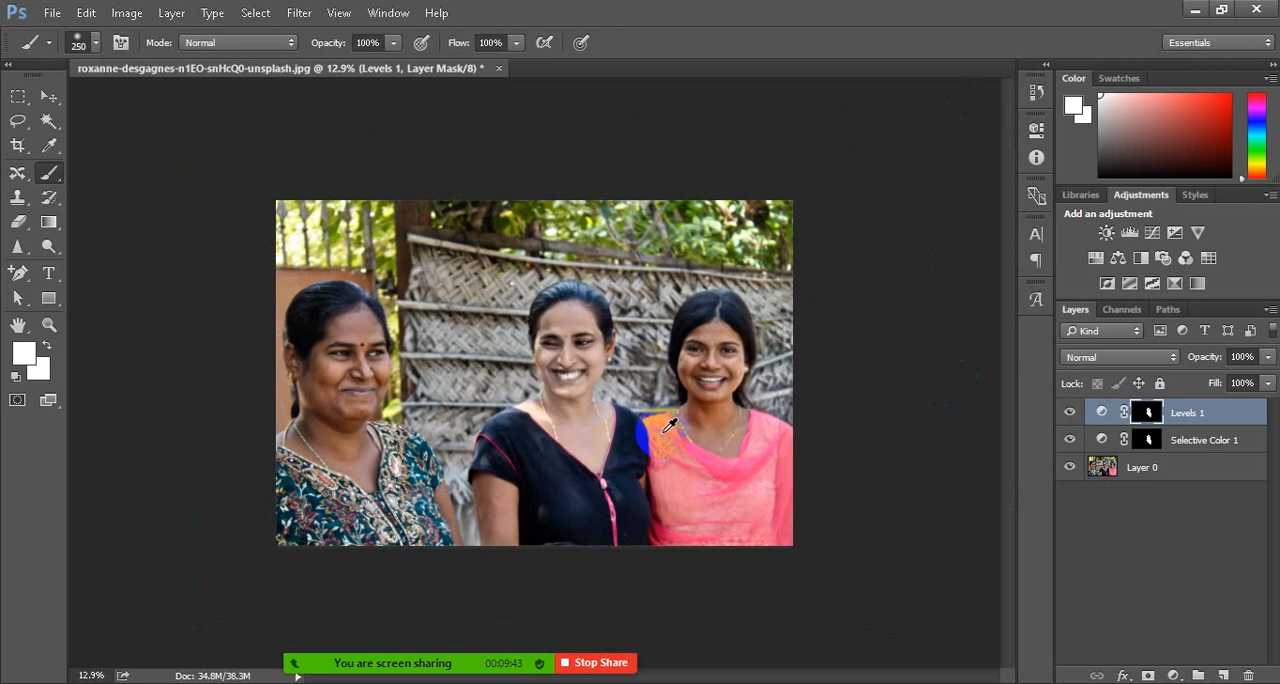 Ps File Edit Image Layer Type Select Filter View Window Help
250 Mode: Normal Opacity: 100% Flow: 100% Essentials
roxanne-desgagnes-n1EO-snHcQ0-unsplash.jpg @ 12.9% (Levels 1, Layer Mask/8) *
Color Swatches
Libraries Adjustments Styles
Add an adjustment
Layers Channels Paths
Kind
Normal Opacity: 100%
Lock: Fill: 100%
Levels 1
Selective Color 1
Layer 0
You are screen sharing 00:09:43 Stop Share
12.9% Doc: 34.8M/38.3M